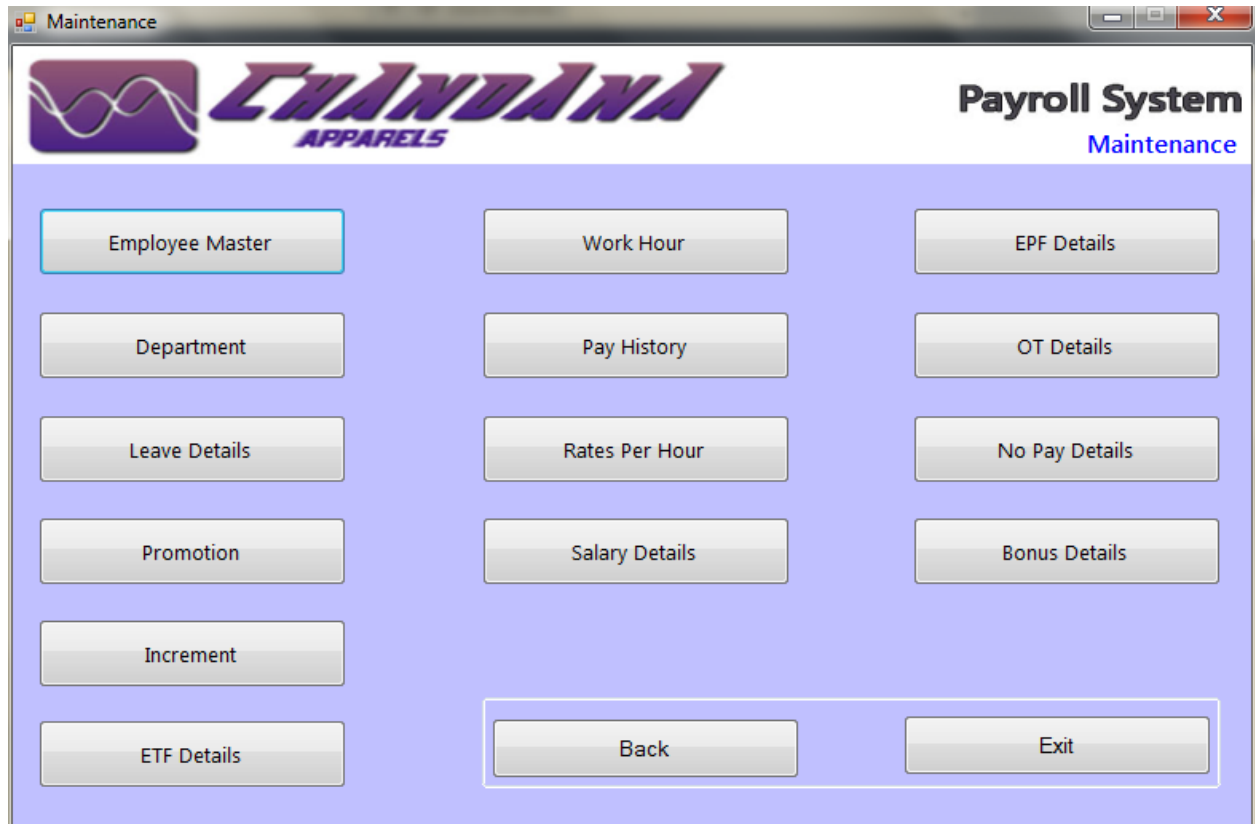 Maintenance
CHANDANA
APPARELS
Payroll System
Maintenance
Employee Master
Work Hour
EPF Details
Department
Pay History
OT Details
Leave Details
Rates Per Hour
No Pay Details
Promotion
Salary Details
Bonus Details
Increment
ETF Details
Back
Exit